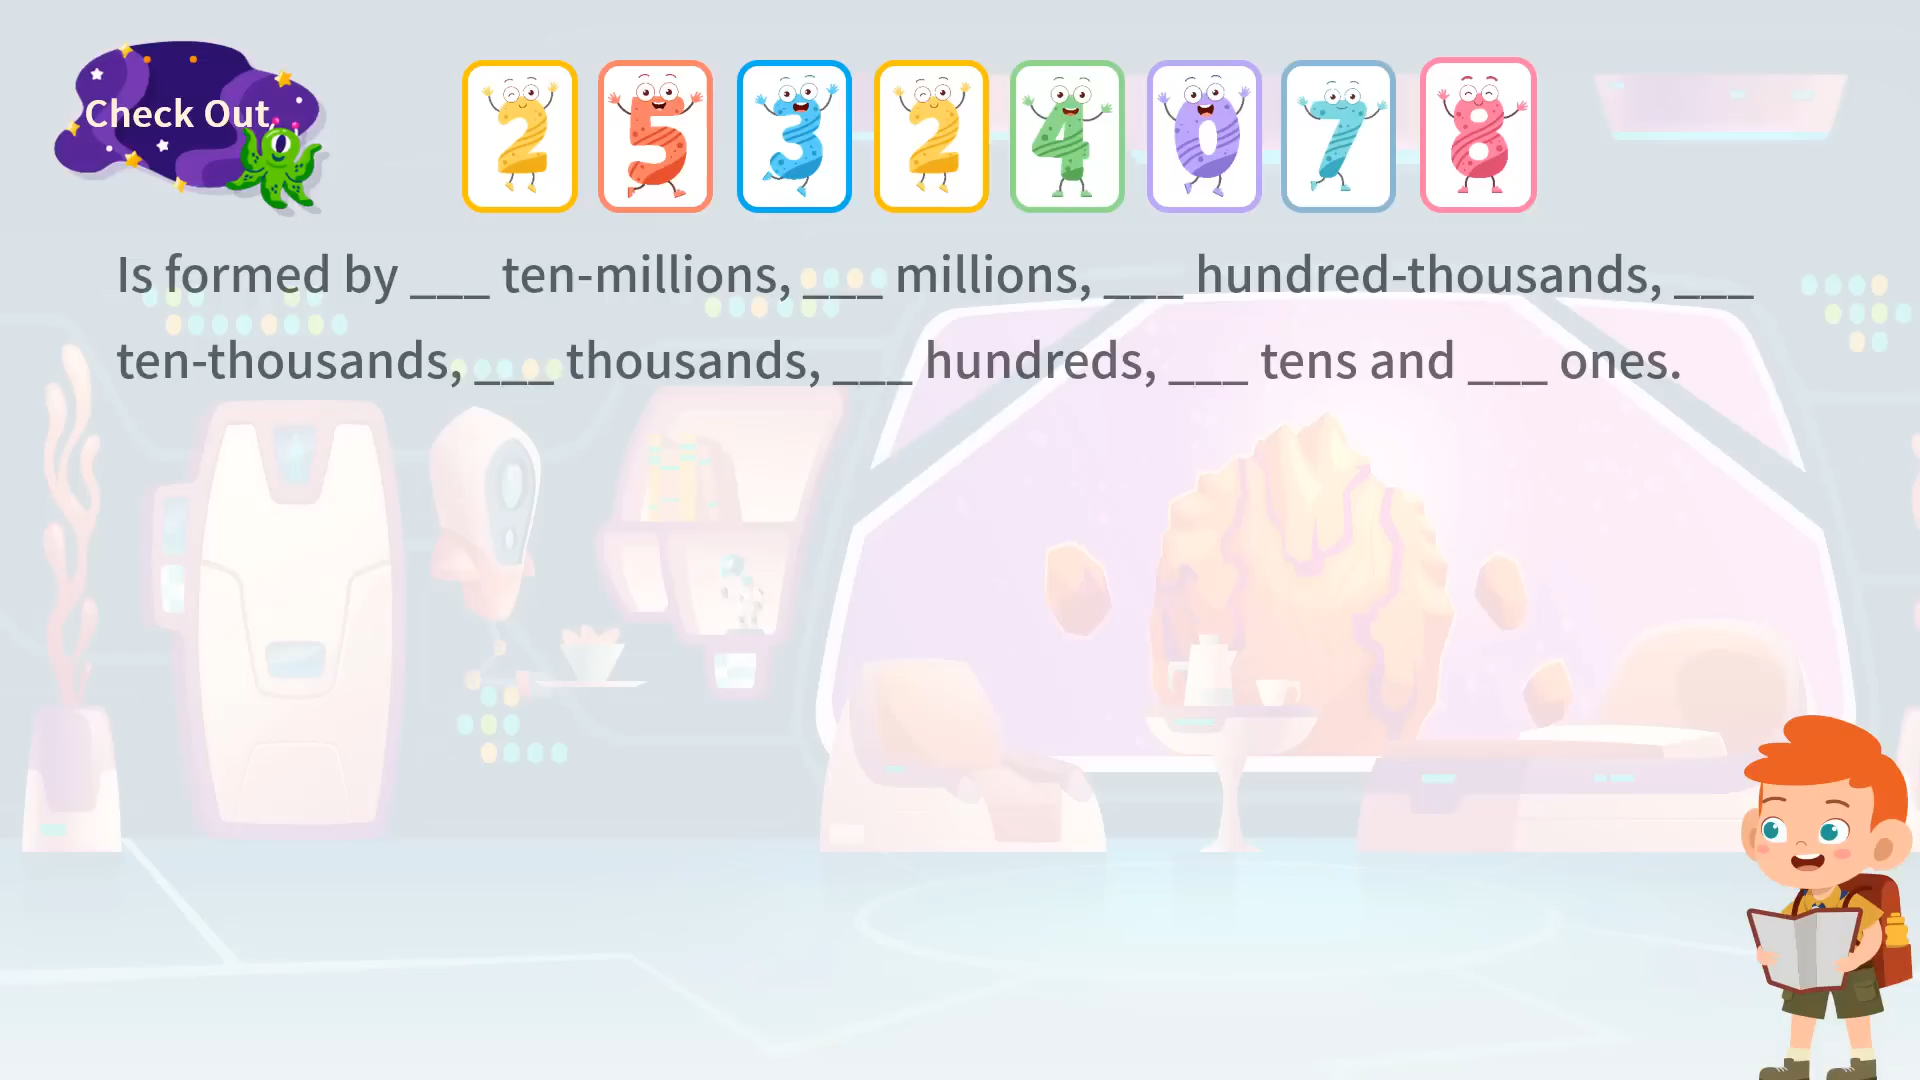 Check Out
2 5 3 2 4 0 7 8
Is formed by ___ ten-millions, ___ millions, ___ hundred-thousands, ___
ten-thousands, ___ thousands, ___ hundreds, ___ tens and ___ ones.